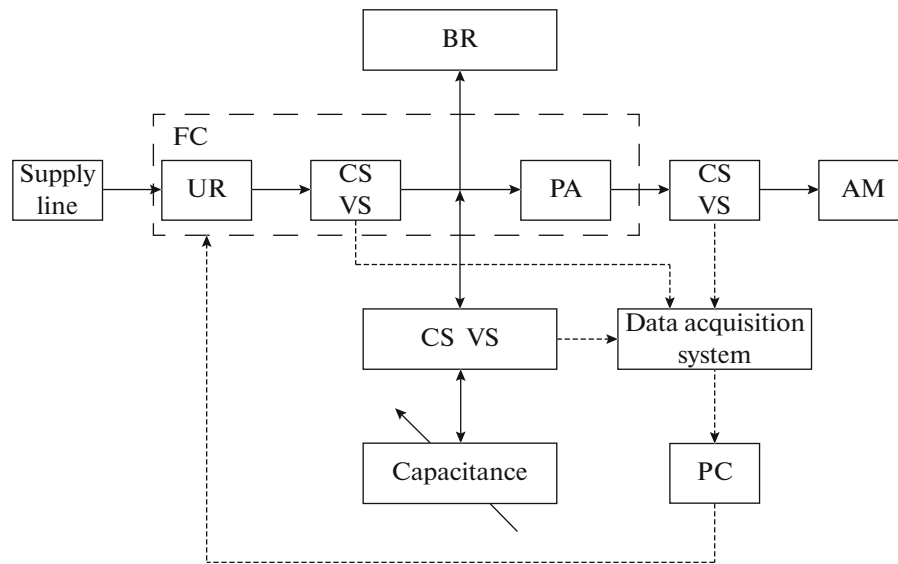 BR
FC
Supply
line
UR
CS
VS
PA
CS
VS
AM
CS VS
Data acquisition
system
Capacitance
PC